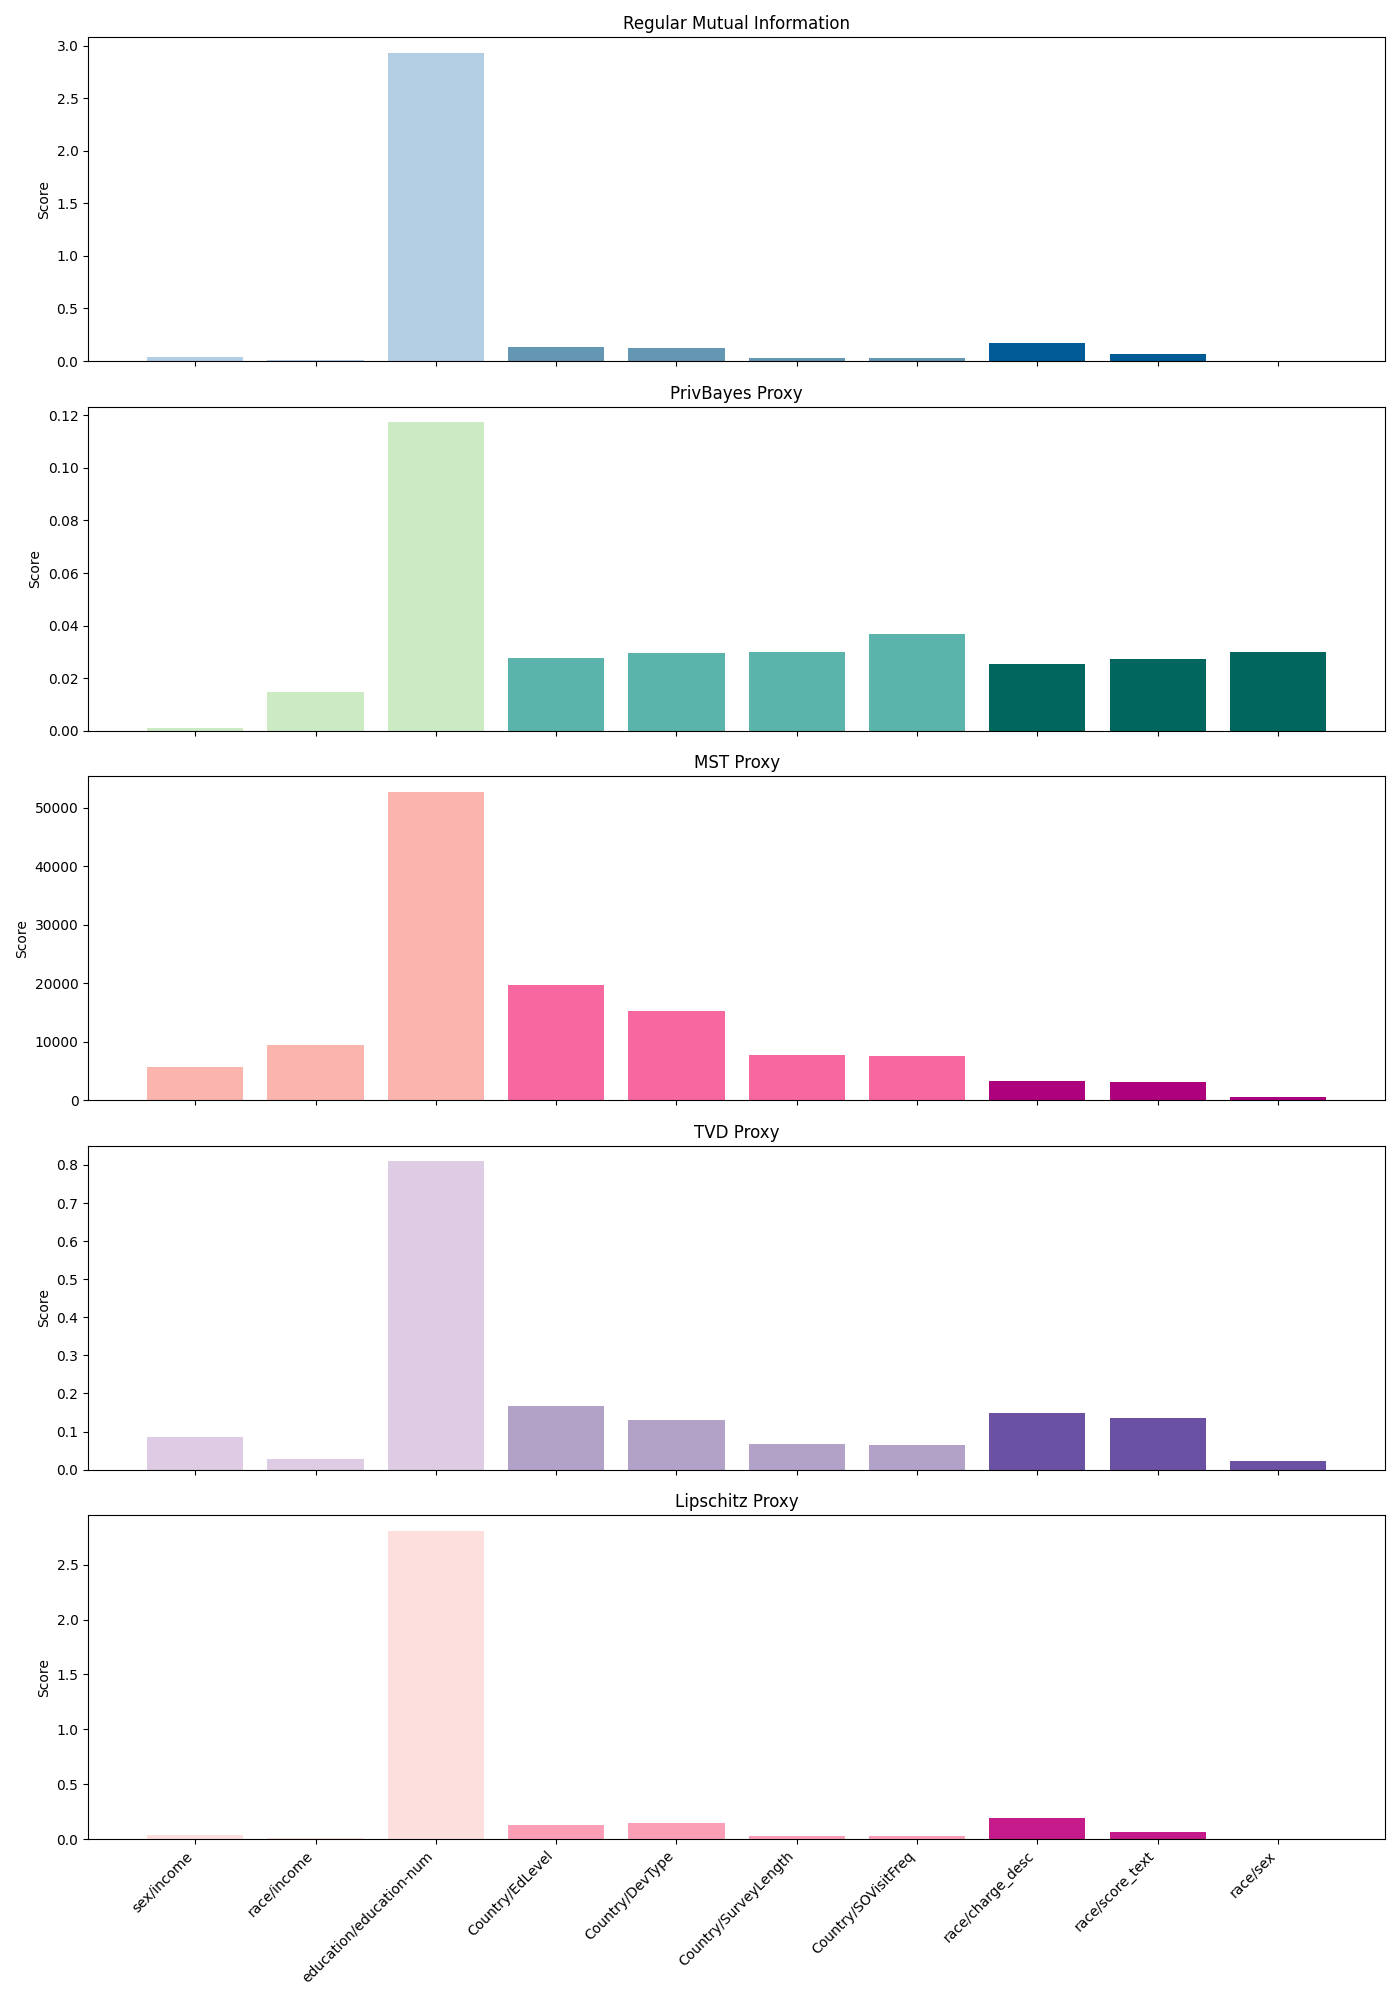 Regular Mutual Information
3.0
2.5
2.0
1.5
1.0
0.5
0.0
Score
PrivBayes Proxy
0.12
0.10
0.08
0.06
0.04
0.02
0.00
Score
MST Proxy
50000
40000
30000
20000
10000
0
Score
TVD Proxy
0.8
0.7
0.6
0.5
0.4
0.3
0.2
0.1
0.0
Score
Lipschitz Proxy
2.5
2.0
1.5
1.0
0.5
0.0
Score
sex/income
race/income
education/education-num
Country/EdLevel
Country/DevType
Country/SurveyLength
Country/SOVisitFreq
race/charge_desc
race/score_text
race/sex